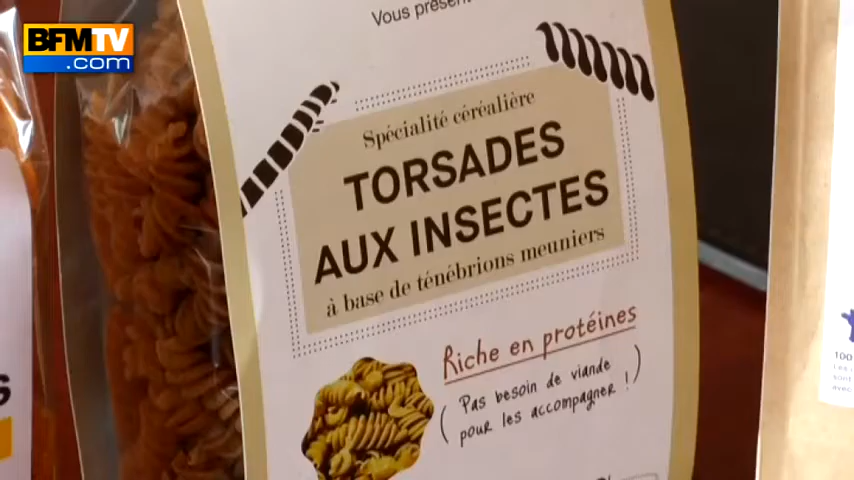 BFMTV
.com
Vous
Spécialité céréalière
TORSADES
AUX INSECTES
à base de ténébrions meuniers
Riche en protéines
(Pas besoin de viande
pour les accompagner !)
S
100